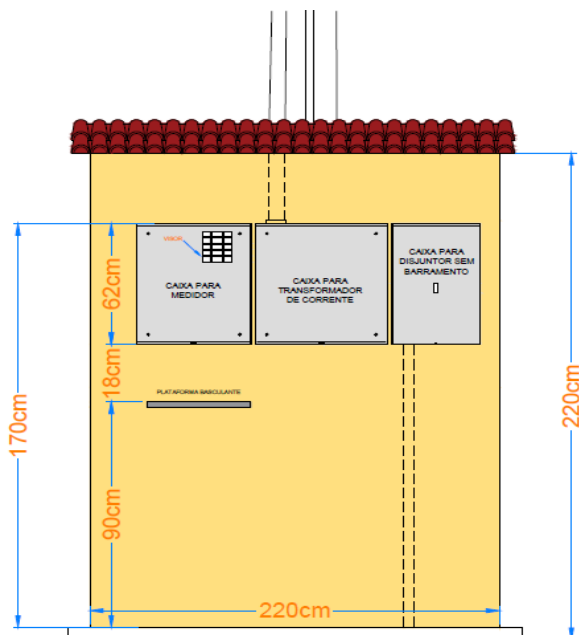 VISOR
CAIXA PARA
MEDIDOR
CAIXA PARA
TRANSFORMADOR
DE CORRENTE
CAIXA PARA
DISJUNTOR SEM
BARRAMENTO
62cm
18cm
PLATAFORMA BASCULANTE
170cm
90cm
220cm
220cm